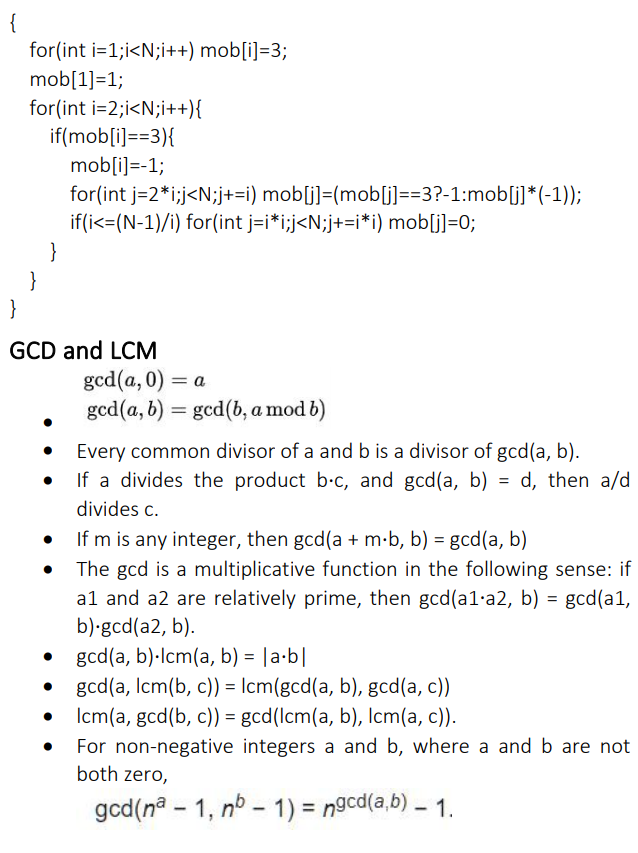 {
for(int i=1;i<N;i++) mob[i]=3;
mob[1]=1;
for(int i=2;i<N;i++){
if(mob[i]==3){
mob[i]=-1;
for(int j=2*i;j<N;j+=i) mob[j]=(mob[j]==3?-1:mob[j]*(-1));
if(i<=(N-1)/i) for(int j=i*i;j<N;j+=i*i) mob[j]=0;
}
}
}
GCD and LCM
gcd(a, 0) = a
• gcd(a, b) = gcd(b, a mod b)
• Every common divisor of a and b is a divisor of gcd(a, b).
• If a divides the product b·c, and gcd(a, b) = d, then a/d
divides c.
• If m is any integer, then gcd(a + m·b, b) = gcd(a, b)
• The gcd is a multiplicative function in the following sense: if
a1 and a2 are relatively prime, then gcd(a1·a2, b) = gcd(a1,
b)·gcd(a2, b).
• gcd(a, b)·lcm(a, b) = |a·b|
• gcd(a, lcm(b, c)) = lcm(gcd(a, b), gcd(a, c))
• lcm(a, gcd(b, c)) = gcd(lcm(a, b), lcm(a, c)).
• For non-negative integers a and b, where a and b are not
both zero,
gcd(n^a − 1, n^b − 1) = n^gcd(a,b) − 1.